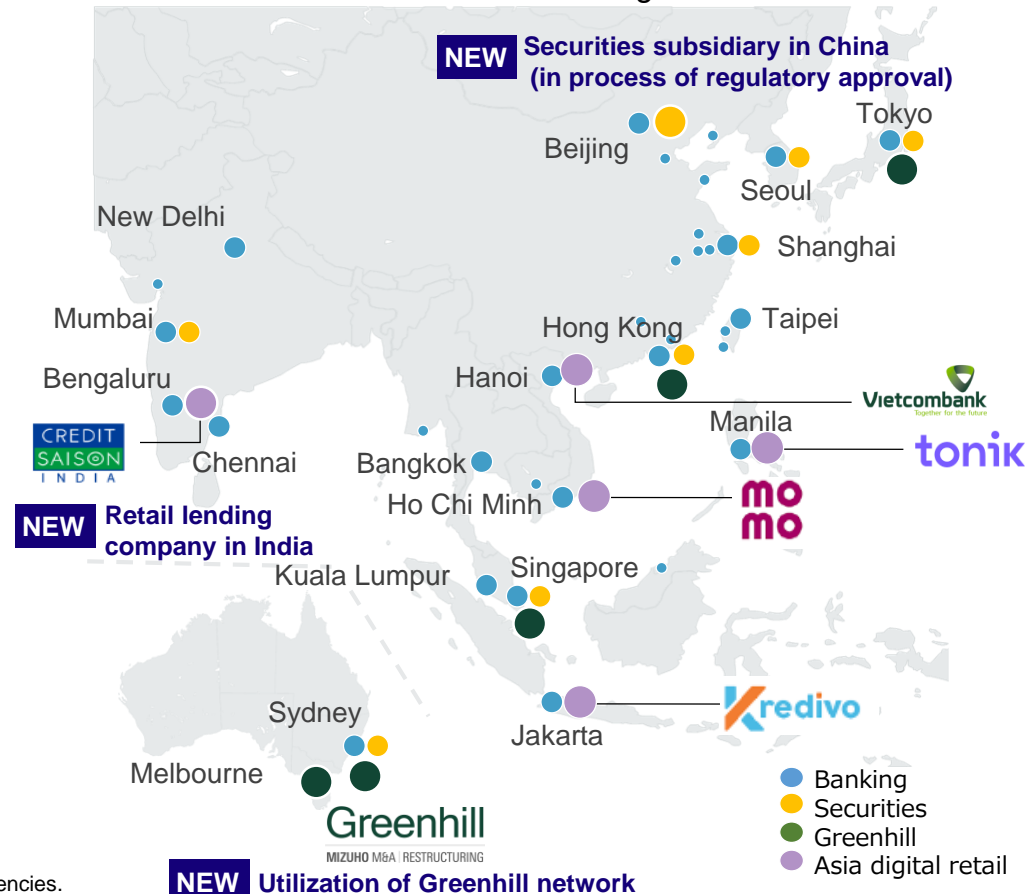 NEW
Securities subsidiary in China
(in process of regulatory approval)
Tokyo
Beijing
Seoul
New Delhi
Shanghai
Mumbai
Hong Kong
Taipei
Bengaluru
Hanoi
Vietcombank
Together for the future
Manila
CREDIT
SAISON
INDIA
Chennai
Bangkok
tonik
Ho Chi Minh
mo
mo
NEW
Retail lending
company in India
Kuala Lumpur
Singapore
Kredivo
Sydney
Jakarta
Melbourne
Banking
Securities
Greenhill
Asia digital retail
Greenhill
MIZUHO M&A | RESTRUCTURING
encies.
NEW
Utilization of Greenhill network